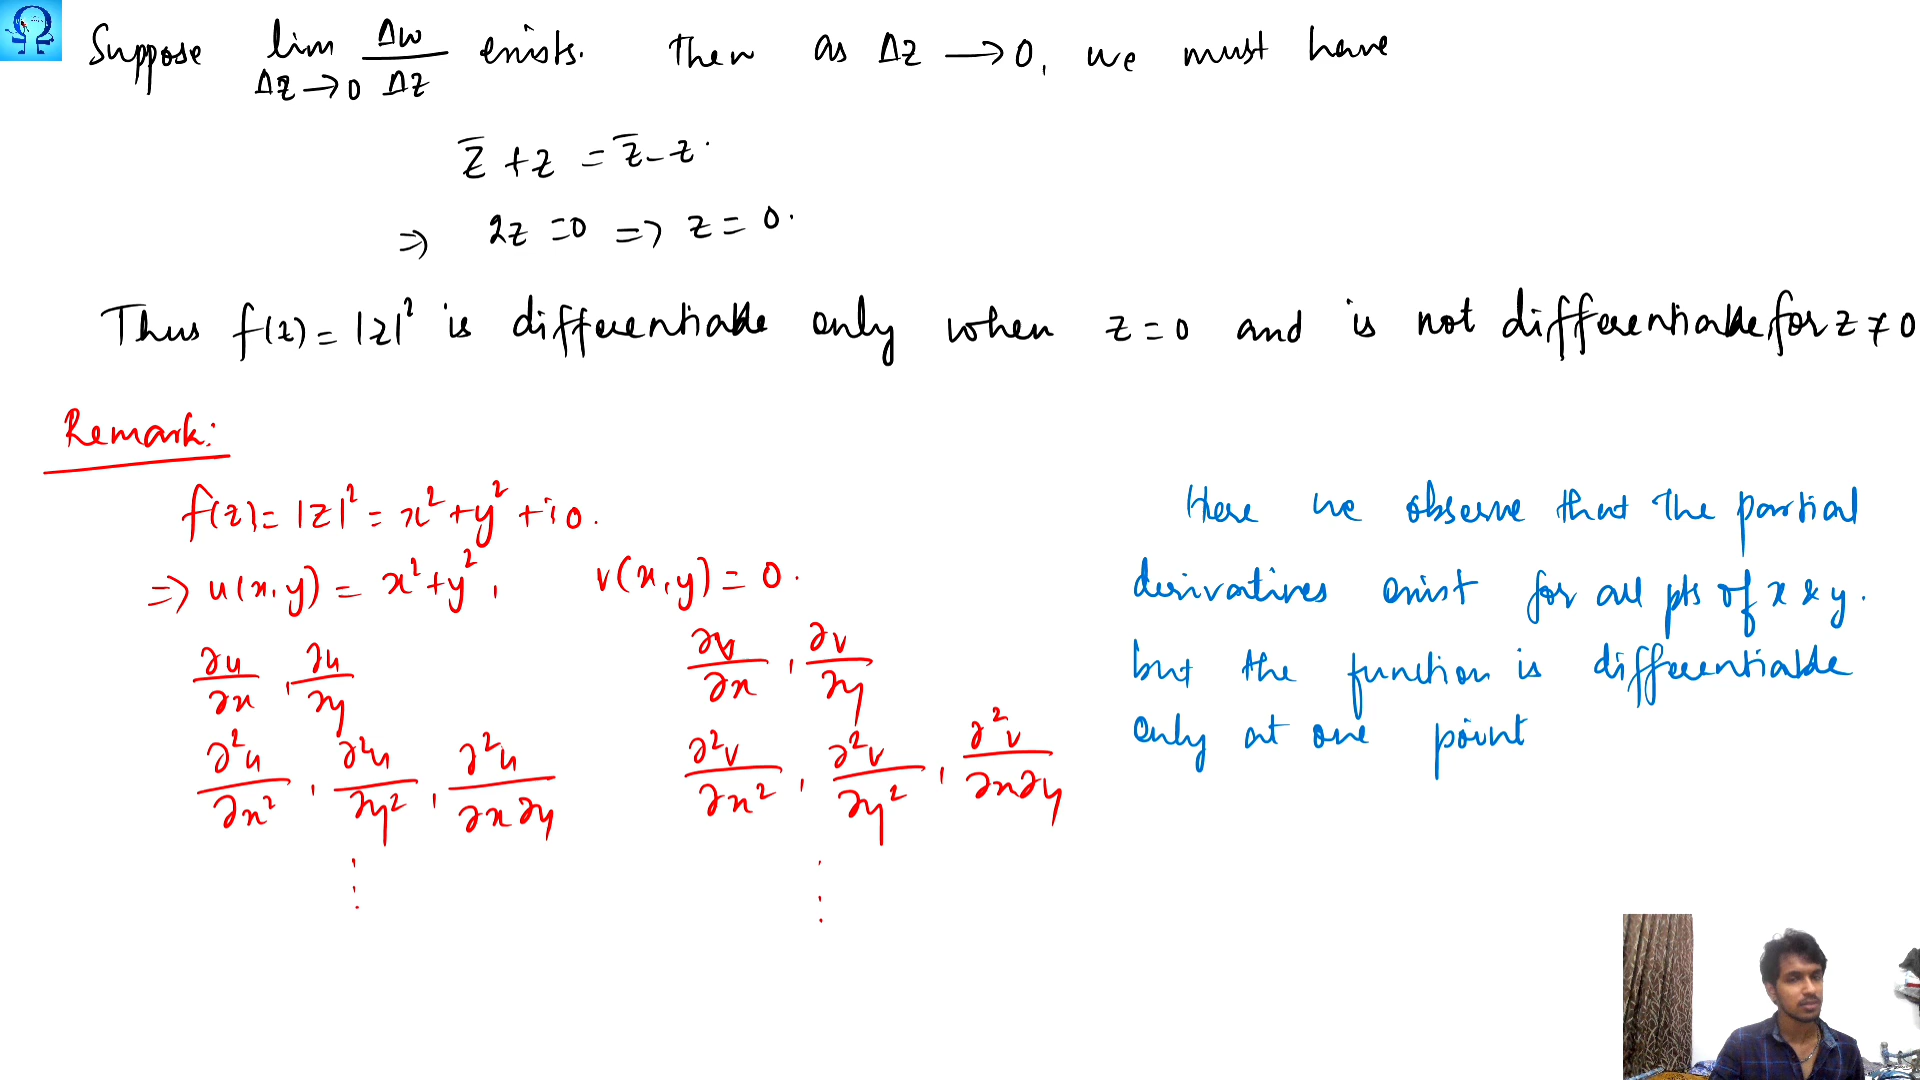 Suppose lim Δz→0 Δw/Δz exists. Then as Δz → 0, we must have
z̅ + z = z̅ - z.
⇒ 2z = 0 ⇒ z = 0.
Thus f(z) = |z|² is differentiable only when z = 0 and is not differentiable for z ≠ 0
Remark:
f(z) = |z|² = x² + y² + i0.
⇒ u(x, y) = x² + y², v(x, y) = 0.
∂u/∂x, ∂u/∂y ∂v/∂x, ∂v/∂y
∂²u/∂x², ∂²u/∂y², ∂²u/∂x∂y ∂²v/∂x², ∂²v/∂y², ∂²v/∂x∂y
⋮ ⋮
Here we observe that the partial
derivatives exist for all pts of x & y.
but the function is differentiable
only at one point